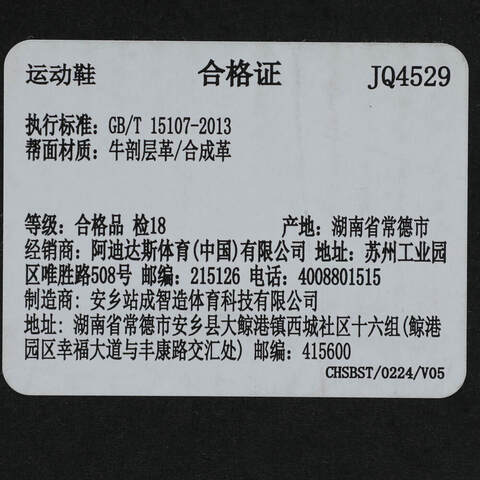 运动鞋 合格证 JQ4529
执行标准: GB/T 15107-2013
帮面材质: 牛剖层革/合成革
等级: 合格品 检18 产地: 湖南省常德市
经销商: 阿迪达斯体育(中国)有限公司 地址: 苏州工业园
区唯胜路508号 邮编: 215126 电话: 4008801515
制造商: 安乡站成智造体育科技有限公司
地址: 湖南省常德市安乡县大鲸港镇西城社区十六组(鲸港
园区幸福大道与丰康路交汇处) 邮编: 415600
CHSBST/0224/V05